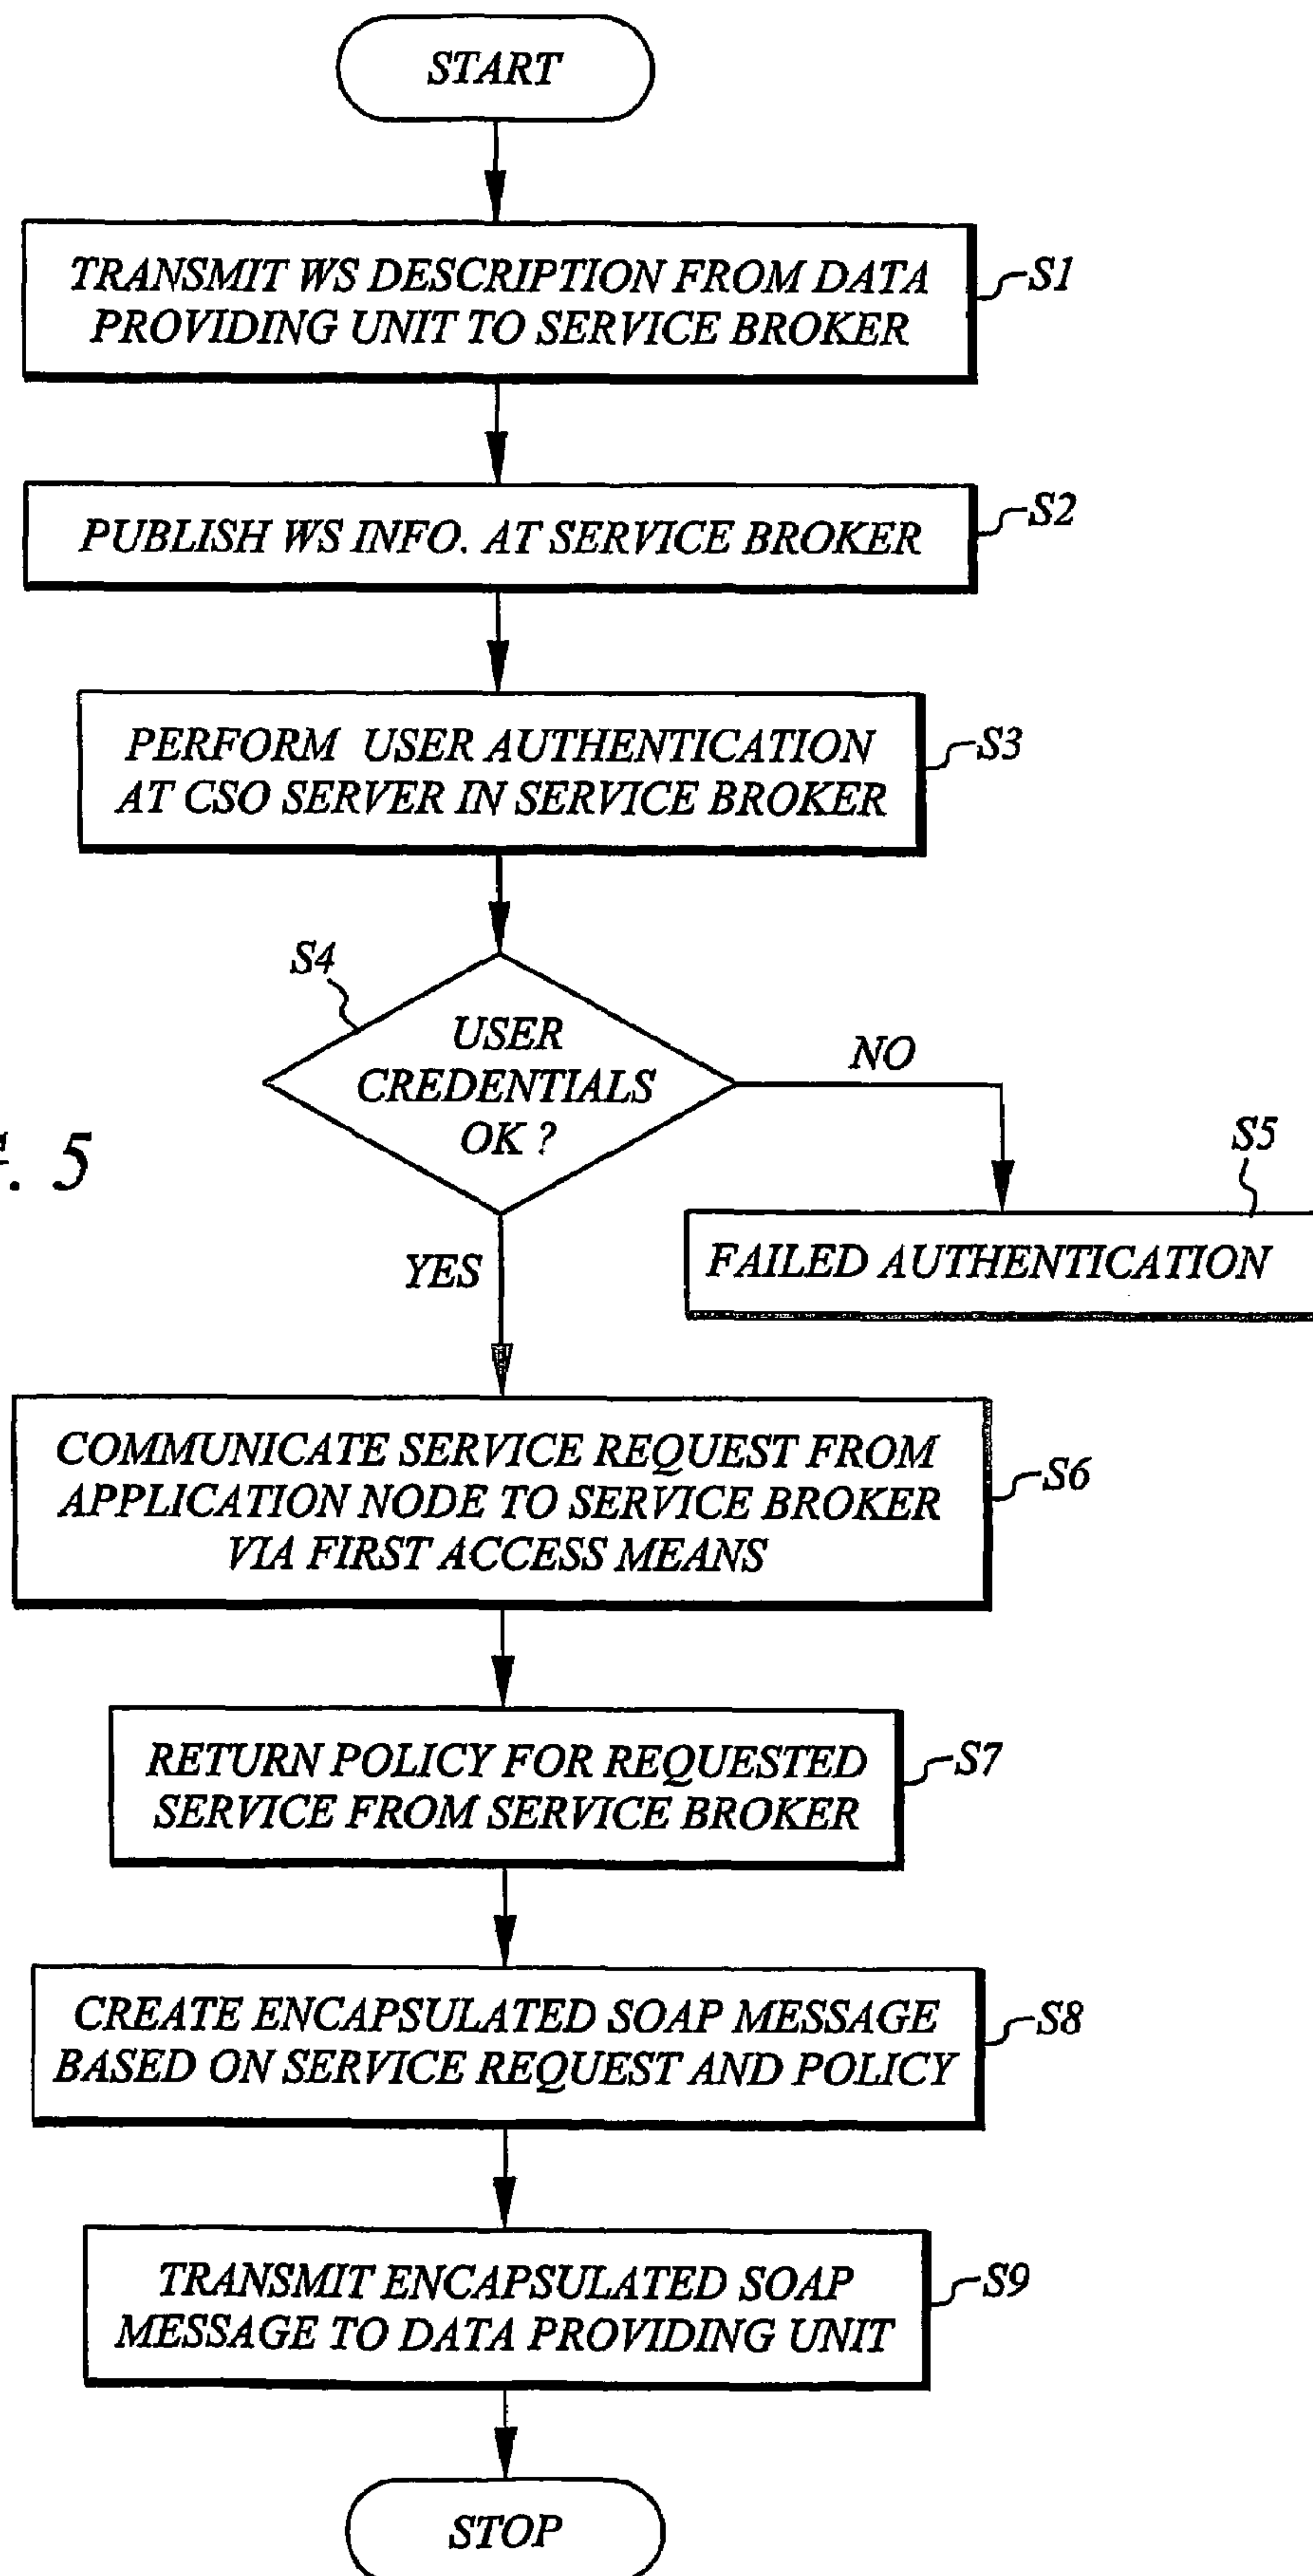 START
TRANSMIT WS DESCRIPTION FROM DATA
PROVIDING UNIT TO SERVICE BROKER
S1
PUBLISH WS INFO. AT SERVICE BROKER
S2
PERFORM USER AUTHENTICATION
AT CSO SERVER IN SERVICE BROKER
S3
S4
USER
CREDENTIALS
OK ?
NO
. 5
S5
FAILED AUTHENTICATION
YES
COMMUNICATE SERVICE REQUEST FROM
APPLICATION NODE TO SERVICE BROKER
VIA FIRST ACCESS MEANS
S6
RETURN POLICY FOR REQUESTED
SERVICE FROM SERVICE BROKER
S7
CREATE ENCAPSULATED SOAP MESSAGE
BASED ON SERVICE REQUEST AND POLICY
S8
TRANSMIT ENCAPSULATED SOAP
MESSAGE TO DATA PROVIDING UNIT
S9
STOP